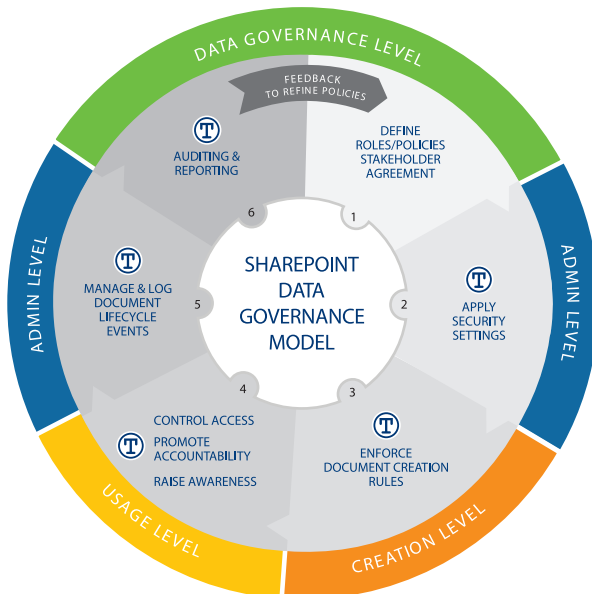 DATA GOVERNANCE LEVEL
FEEDBACK
TO REFINE POLICIES
DEFINE
ROLES/POLICIES
STAKEHOLDER
AGREEMENT
1
ADMIN LEVEL
T
APPLY
SECURITY
SETTINGS
2
T
ENFORCE
DOCUMENT CREATION
RULES
3
CREATION LEVEL
CONTROL ACCESS
T
PROMOTE
ACCOUNTABILITY
RAISE AWARENESS
4
USAGE LEVEL
T
MANAGE & LOG
DOCUMENT
LIFECYCLE
EVENTS
5
ADMIN LEVEL
T
AUDITING &
REPORTING
6
SHAREPOINT
DATA
GOVERNANCE
MODEL